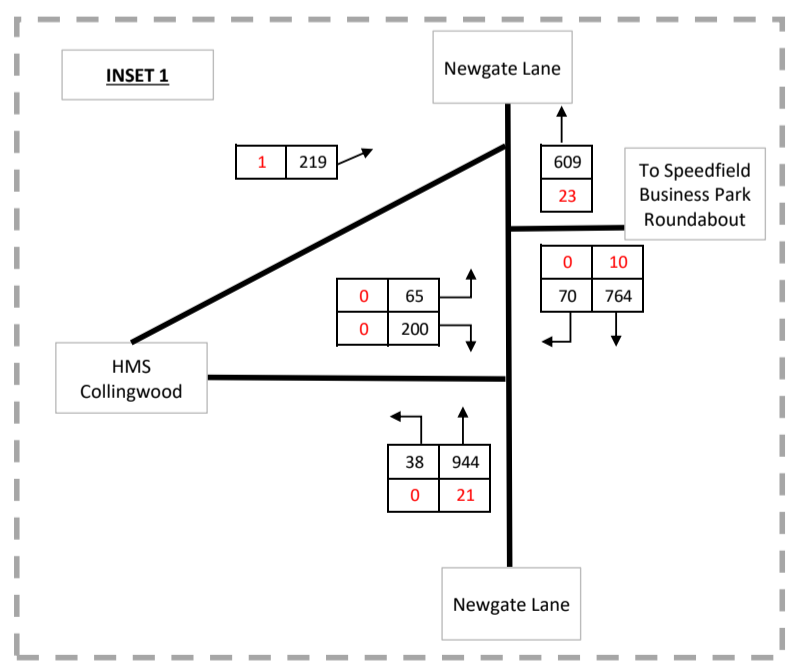 INSET 1
Newgate Lane
1 219
609
23
To Speedfield
Business Park
Roundabout
0 10
70 764
0 65
0 200
HMS
Collingwood
38 944
0 21
Newgate Lane